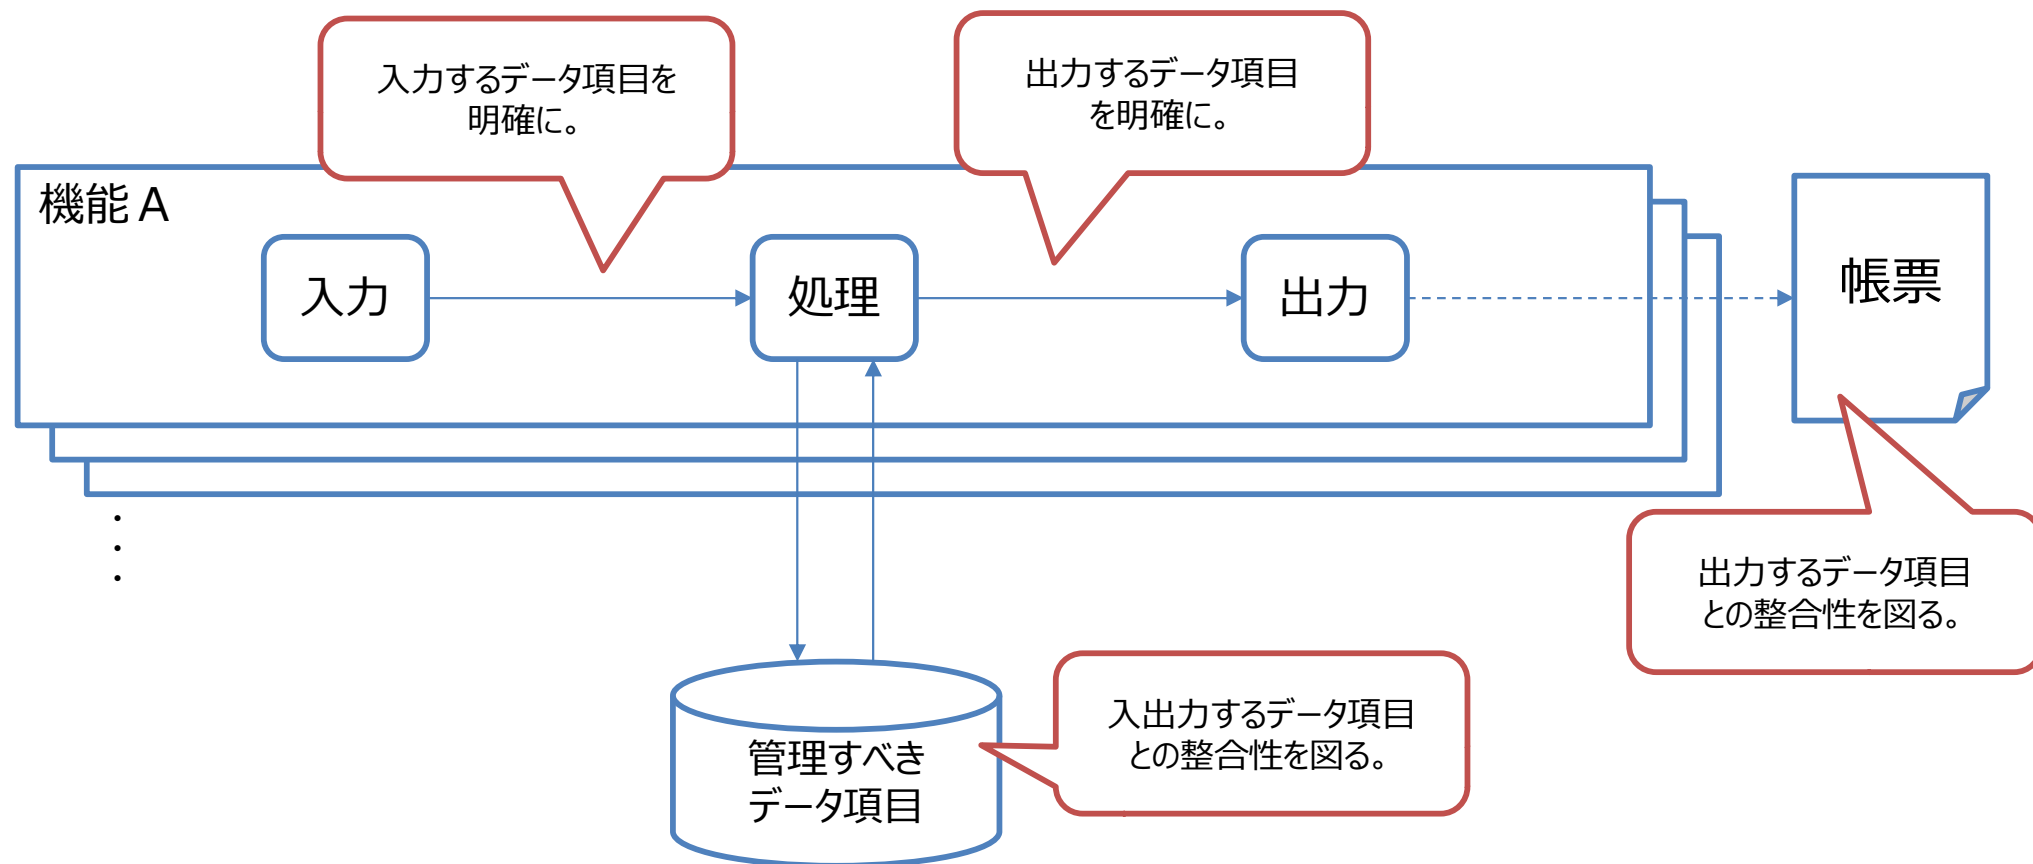 入力するデータ項目を
明確に。
出力するデータ項目
を明確に。
機能A
入力
処理
出力
帳票
・
・
・
出力するデータ項目
との整合性を図る。
入出力するデータ項目
との整合性を図る。
管理すべき
データ項目